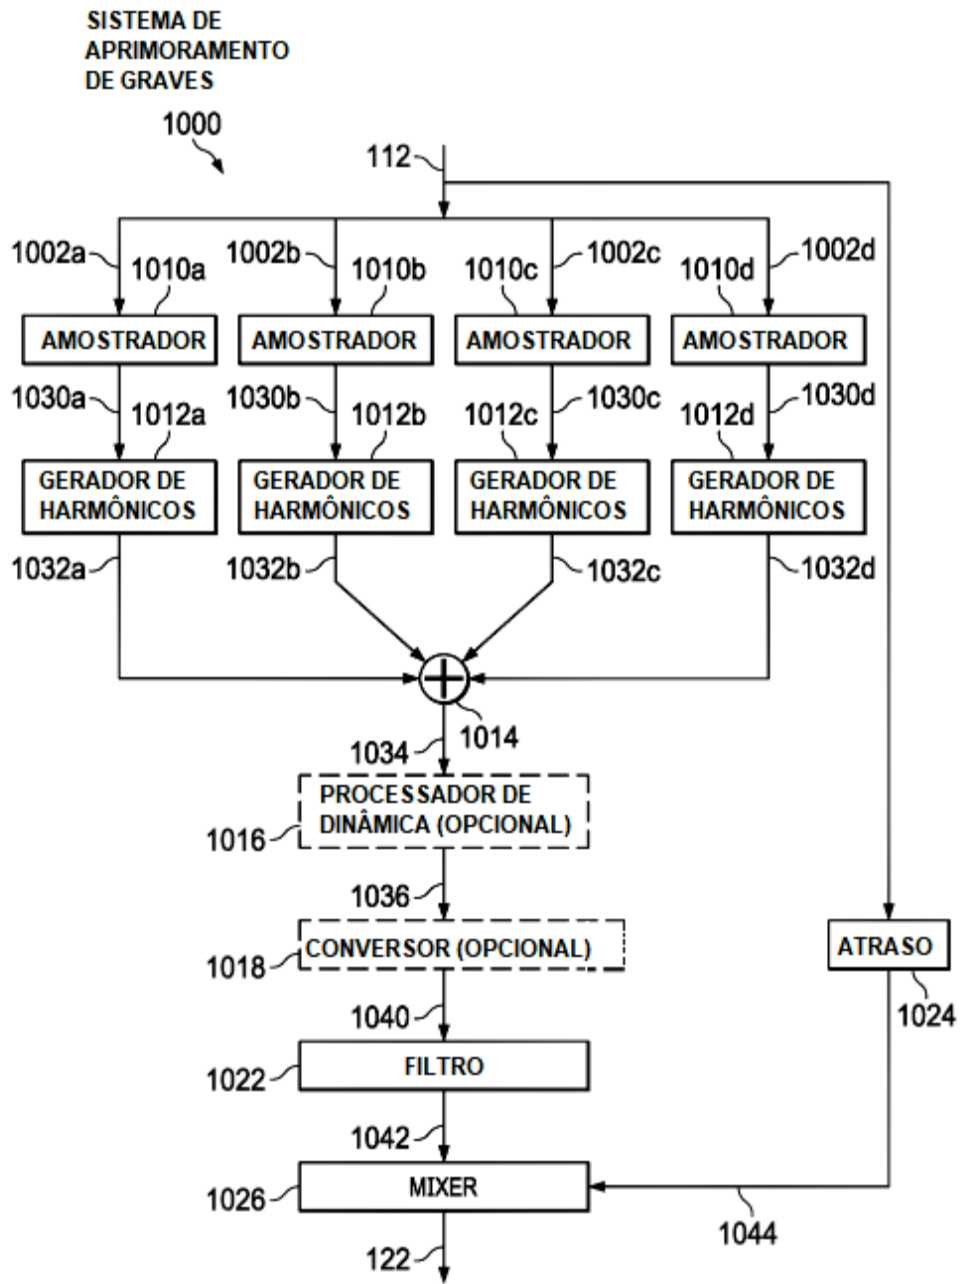 SISTEMA DE
APRIMORAMENTO
DE GRAVES
1000
112
1002a
1010a
1002b
1010b
1010c
1002c
1010d
1002d
AMOSTRADOR
AMOSTRADOR
AMOSTRADOR
AMOSTRADOR
1030a
1012a
1030b
1012b
1012c
1030c
1012d
1030d
GERADOR DE
HARMÔNICOS
GERADOR DE
HARMÔNICOS
GERADOR DE
HARMÔNICOS
GERADOR DE
HARMÔNICOS
1032a
1032b
1032c
1032d
1014
1034
PROCESSADOR DE
DINÂMICA (OPCIONAL)
1016
1036
CONVERSOR (OPCIONAL)
1018
ATRASO
1024
1040
FILTRO
1022
1042
MIXER
1026
1044
122